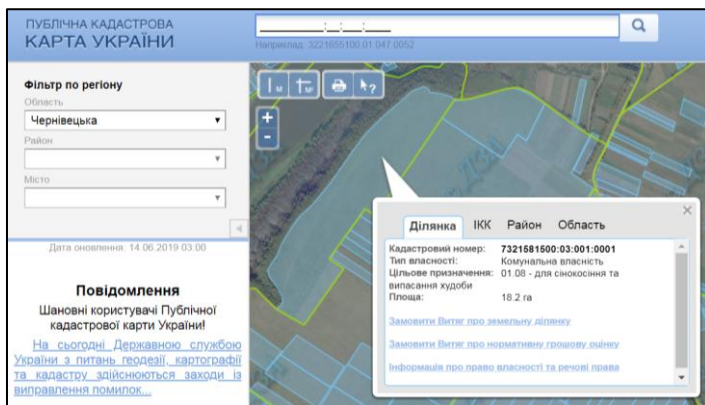 ПУБЛІЧНА КАДАСТРОВА
КАРТА УКРАЇНИ
__________:__:___:____
Наприклад: 3221655100:01:047:0052
Фільтр по регіону
Область
Чернівецька
Район
Місто
Дата оновлення: 14.06.2019 03:00
Повідомлення
Шановні користувачі Публічної
кадастрової карти України!
На сьогодні Державною службою
України з питань геодезії, картографії
та кадастру здійснюються заходи із
виправлення помилок...
Ділянка ІКК Район Область
Кадастровий номер: 7321581500:03:001:0001
Тип власності: Комунальна власність
Цільове призначення: 01.08 - для сінокосіння та
випасання худоби
Площа: 18.2 га
Замовити Витяг про земельну ділянку
Замовити Витяг про нормативну грошову оцінку
Інформація про право власності та речові права